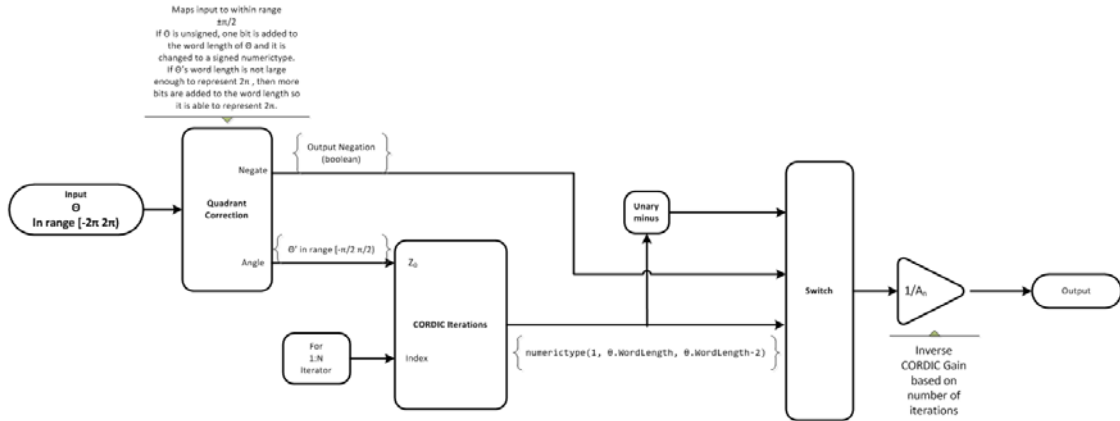 Maps input to within range
±π/2
If Θ is unsigned, one bit is added to
the word length of Θ and it is
changed to a signed numerictype.
If Θ's word length is not large
enough to represent 2π , then more
bits are added to the word length so
it is able to represent 2π.
Output Negation
(boolean)
Negate
Input
Θ
In range [-2π 2π)
Quadrant
Correction
Unary
minus
Θ' in range [-π/2 π/2)
Angle
Z₀
Switch
1/Aₙ
Output
CORDIC Iterations
For
1:N
Iterator
Index
numerictype(1, θ.WordLength, θ.WordLength-2)
Inverse
CORDIC Gain
based on
number of
iterations